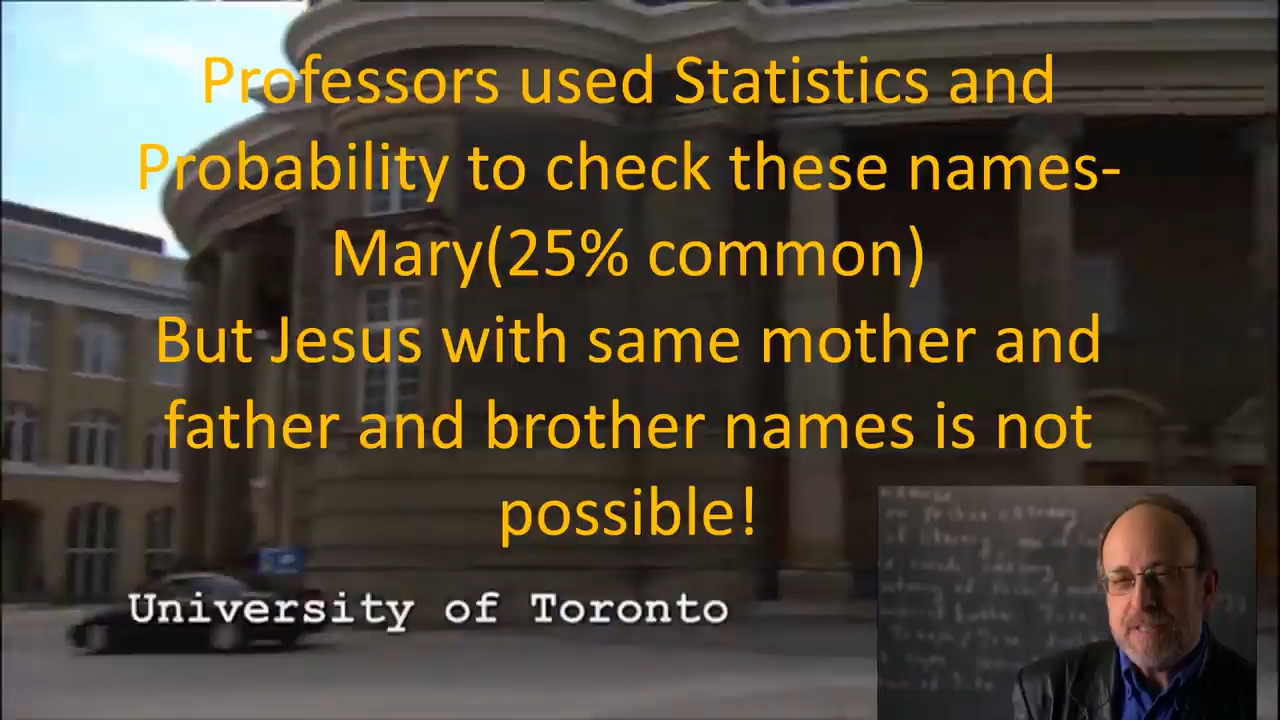 Professors used Statistics and
Probability to check these names-
Mary(25% common)
But Jesus with same mother and
father and brother names is not
possible!
University of Toronto